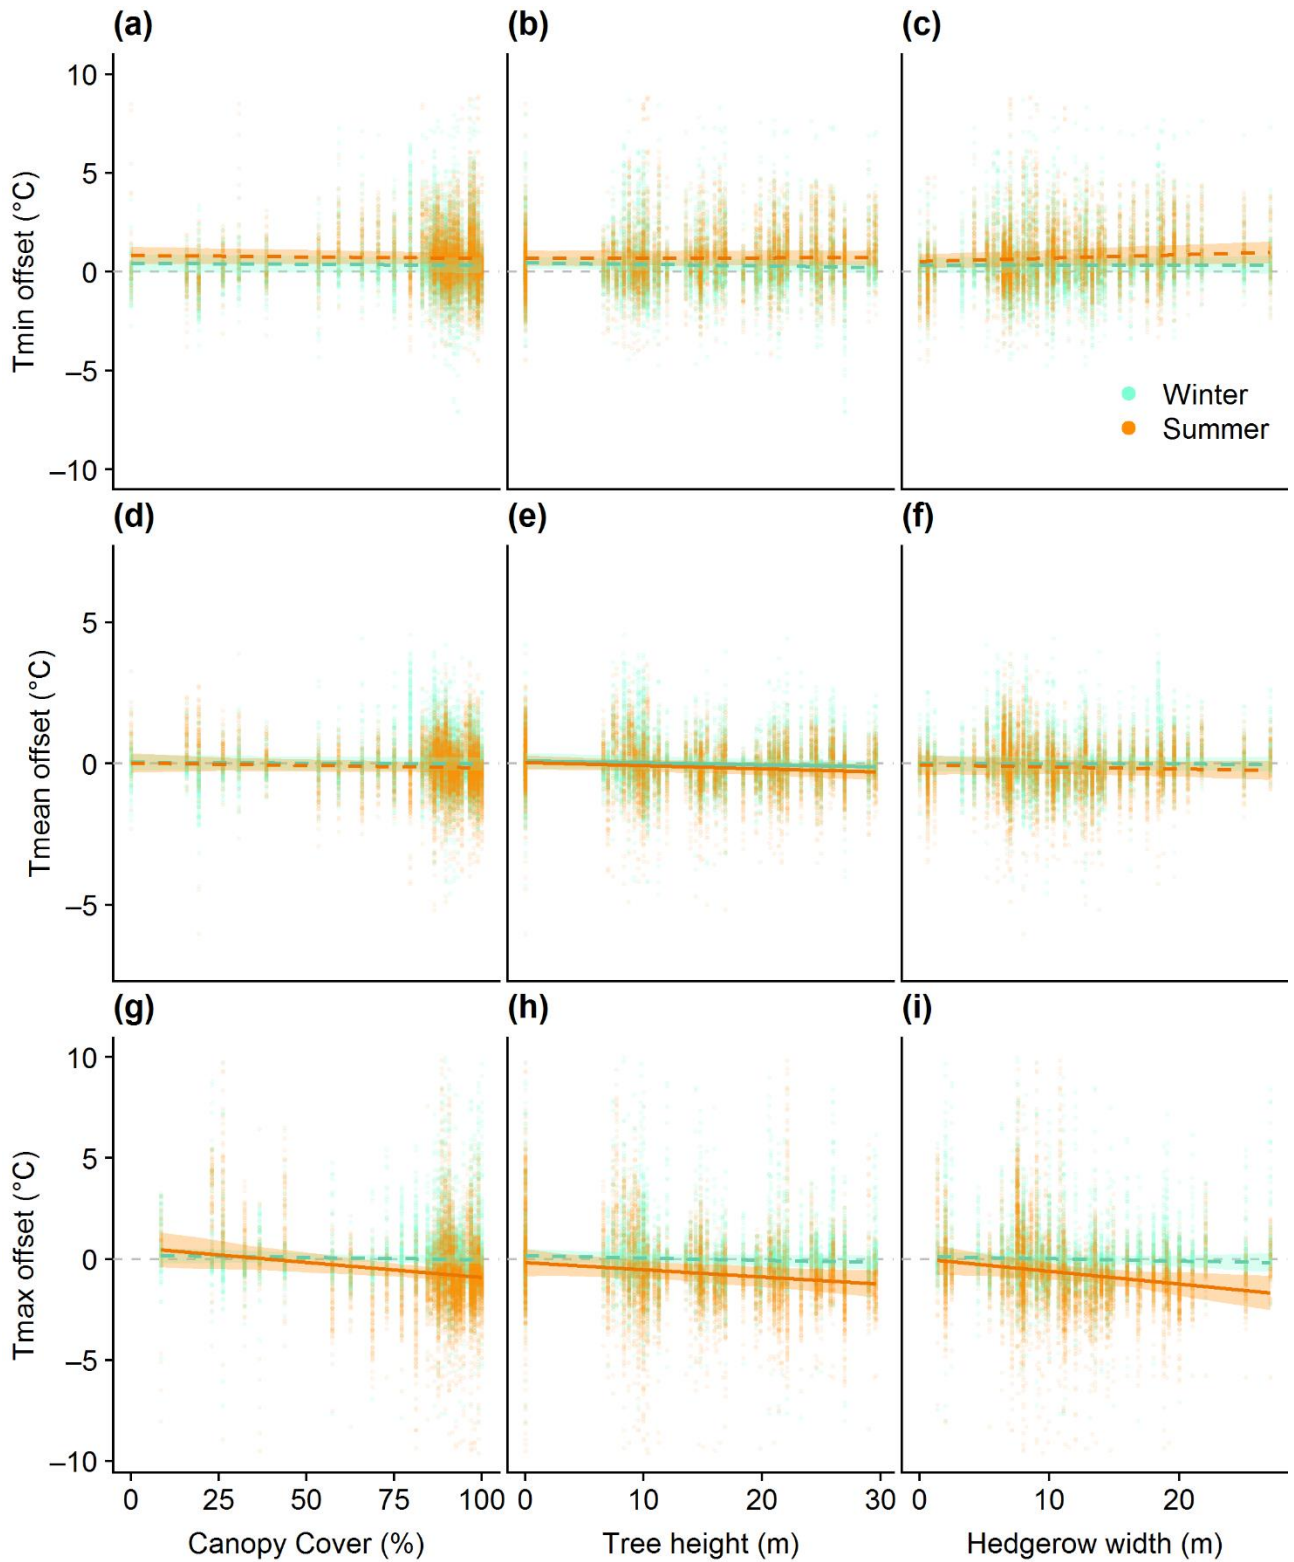 (a)
(b)
(c)
10
5
0
–5
–10
Tmin offset (°C)
Winter
Summer
(d)
(e)
(f)
5
0
–5
Tmean offset (°C)
(g)
(h)
(i)
10
5
0
–5
–10
Tmax offset (°C)
0 25 50 75 100
0 10 20 30
0 10 20
Canopy Cover (%)
Tree height (m)
Hedgerow width (m)